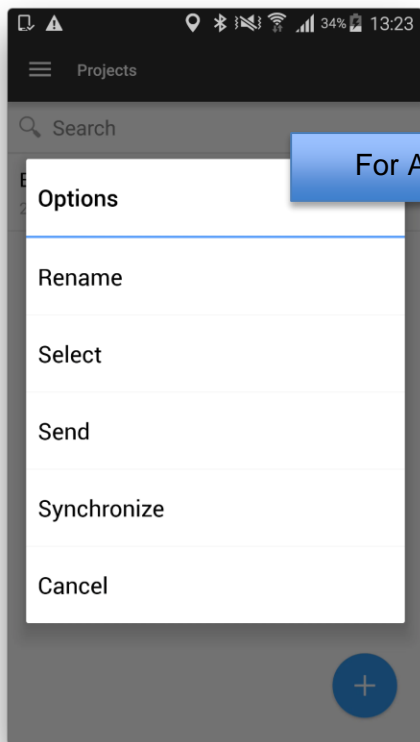 34% 13:23
Projects
Search
For A
Options
Rename
Select
Send
Synchronize
Cancel